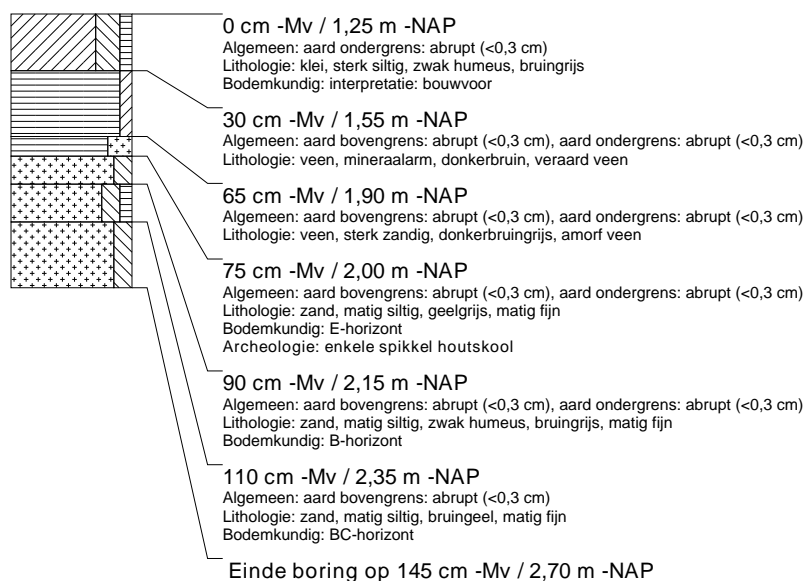 0 cm -Mv / 1,25 m -NAP
Algemeen: aard ondergrens: abrupt (<0,3 cm)
Lithologie: klei, sterk siltig, zwak humeus, bruingrijs
Bodemkundig: interpretatie: bouwvoor
30 cm -Mv / 1,55 m -NAP
Algemeen: aard bovengrens: abrupt (<0,3 cm), aard ondergrens: abrupt (<0,3 cm)
Lithologie: veen, mineraalarm, donkerbruin, veraard veen
65 cm -Mv / 1,90 m -NAP
Algemeen: aard bovengrens: abrupt (<0,3 cm), aard ondergrens: abrupt (<0,3 cm)
Lithologie: veen, sterk zandig, donkerbruingrijs, amorf veen
75 cm -Mv / 2,00 m -NAP
Algemeen: aard bovengrens: abrupt (<0,3 cm), aard ondergrens: abrupt (<0,3 cm)
Lithologie: zand, matig siltig, geelgrijs, matig fijn
Bodemkundig: E-horizont
Archeologie: enkele spikkel houtskool
90 cm -Mv / 2,15 m -NAP
Algemeen: aard bovengrens: abrupt (<0,3 cm), aard ondergrens: abrupt (<0,3 cm)
Lithologie: zand, matig siltig, zwak humeus, bruingrijs, matig fijn
Bodemkundig: B-horizont
110 cm -Mv / 2,35 m -NAP
Algemeen: aard bovengrens: abrupt (<0,3 cm)
Lithologie: zand, matig siltig, bruingeel, matig fijn
Bodemkundig: BC-horizont
Einde boring op 145 cm -Mv / 2,70 m -NAP